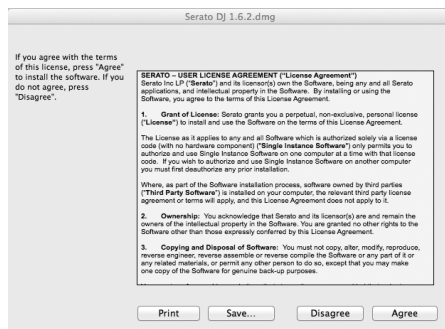 Serato DJ 1.6.2.dmg
If you agree with the terms
of this license, press "Agree"
to install the software. If you
do not agree, press
"Disagree".
SERATO – USER LICENSE AGREEMENT ("License Agreement")
Serato Inc LP ("Serato") and its licensor(s) own the Software, being any and all Serato
applications, and intellectual property in the Software. By installing or using the
Software, you agree to the terms of this License Agreement.
1. Grant of License: Serato grants you a perpetual, non-exclusive, personal license
("License") to install and use the Software on the terms of this License Agreement.
The License as it applies to any and all Software which is authorized solely via a license
code (with no hardware component) ("Single Instance Software") only permits you to
authorize and use Single Instance Software on one computer at a time with that license
code. If you wish to authorize and use Single Instance Software on another computer
you must first deauthorize any prior installation.
Where, as part of the Software installation process, software owned by third parties
("Third Party Software") is installed on your computer, the relevant third party license
agreement or terms will apply, and this License Agreement does not apply to it.
2. Ownership: You acknowledge that Serato and its licensor(s) are and remain the
owners of the intellectual property in the Software. You are granted no other rights to the
Software other than those expressly conferred by this License Agreement.
3. Copying and Disposal of Software: You must not copy, alter, modify, reproduce,
reverse engineer, reverse assemble or reverse compile the Software or any part of it or
any related materials, or permit any other person to do so, except that you may make
one copy of the Software for genuine back-up purposes.
Print Save... Disagree Agree